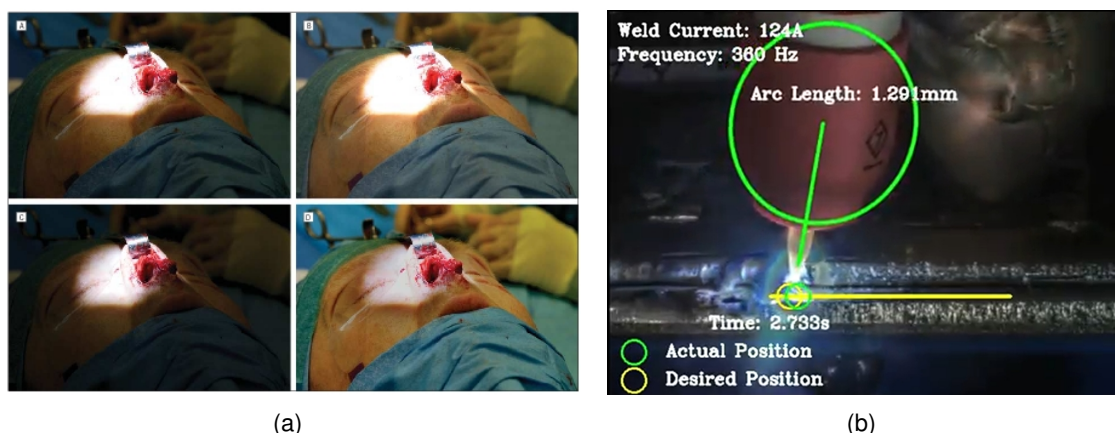 A
B
C
D
(a)
Weld Current: 124A
Frequency: 360 Hz
Arc Length: 1.291mm
Time: 2.733s
Actual Position
Desired Position
(b)